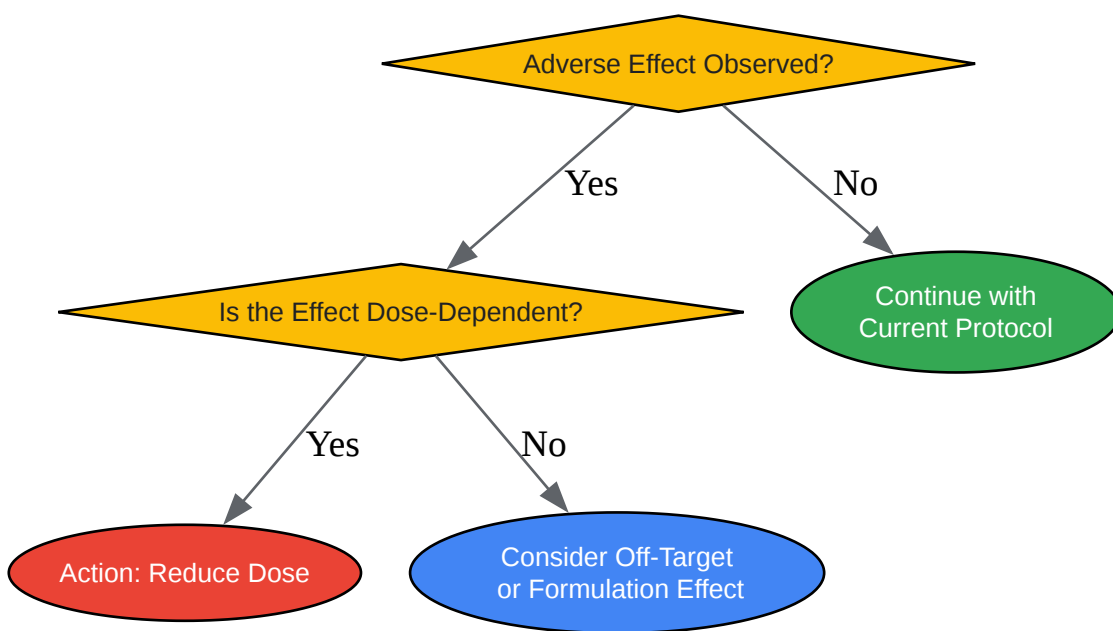 Adverse Effect Observed?
Yes
No
Is the Effect Dose-Dependent?
Continue with
Current Protocol
Yes
No
Action: Reduce Dose
Consider Off-Target
or Formulation Effect